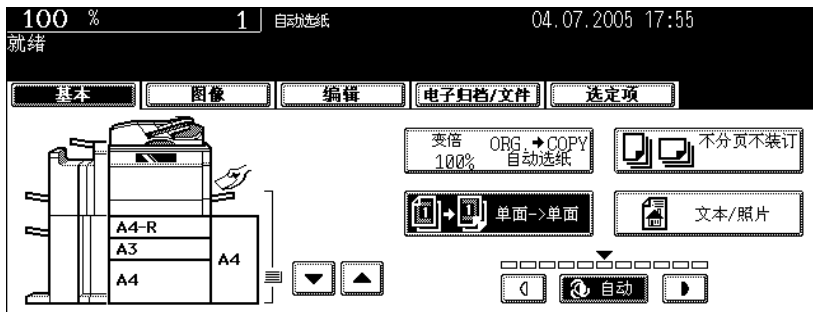 100 % 1 自动选纸 04.07.2005 17:55
就绪
基本 图像 编辑 电子归档/文件 选定项
变倍 ORG.→COPY
100% 自动选纸
不分页不装订
1→1 单面->单面
文本/照片
A4-R
A3
A4
A4
自动